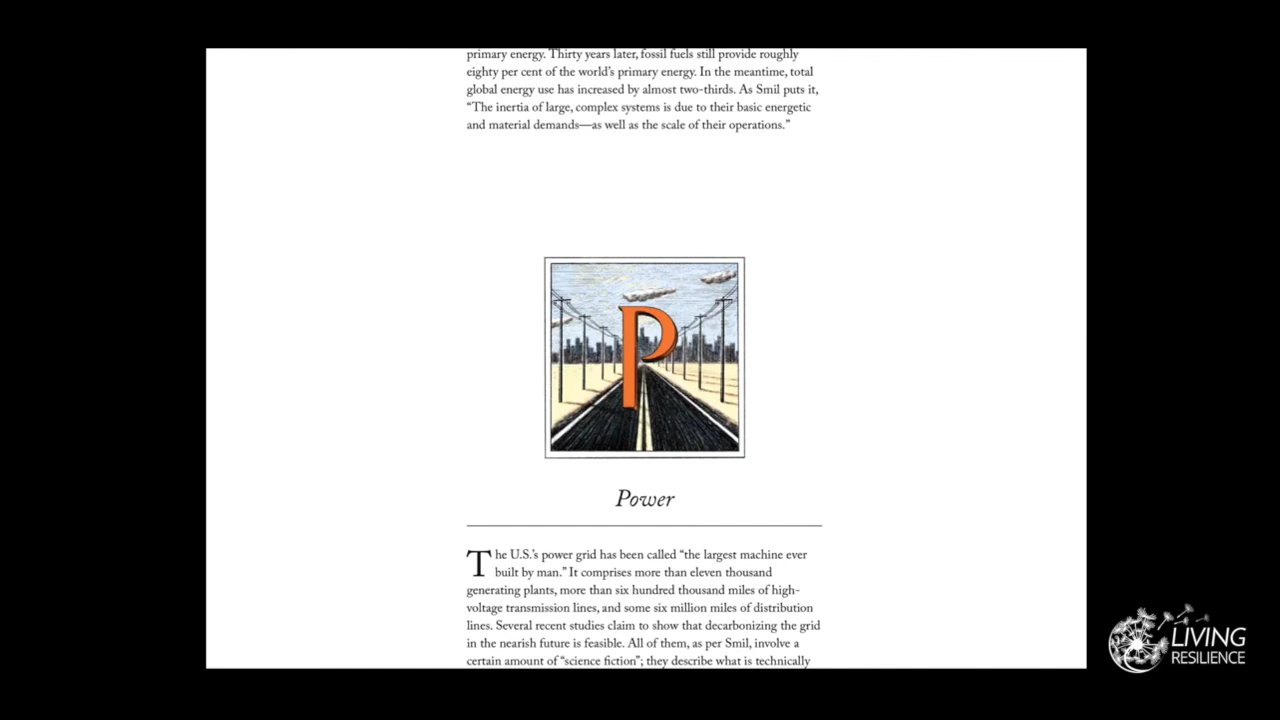 primary energy. Thirty years later, fossil fuels still provide roughly
eighty per cent of the world’s primary energy. In the meantime, total
global energy use has increased by almost two-thirds. As Smil puts it,
“The inertia of large, complex systems is due to their basic energetic
and material demands—as well as the scale of their operations.”
P
Power
The U.S.’s power grid has been called “the largest machine ever
built by man.” It comprises more than eleven thousand
generating plants, more than six hundred thousand miles of high-
voltage transmission lines, and some six million miles of distribution
lines. Several recent studies claim to show that decarbonizing the grid
in the nearish future is feasible. All of them, as per Smil, involve a
certain amount of “science fiction”; they describe what is technically
LIVING
RESILIENCE